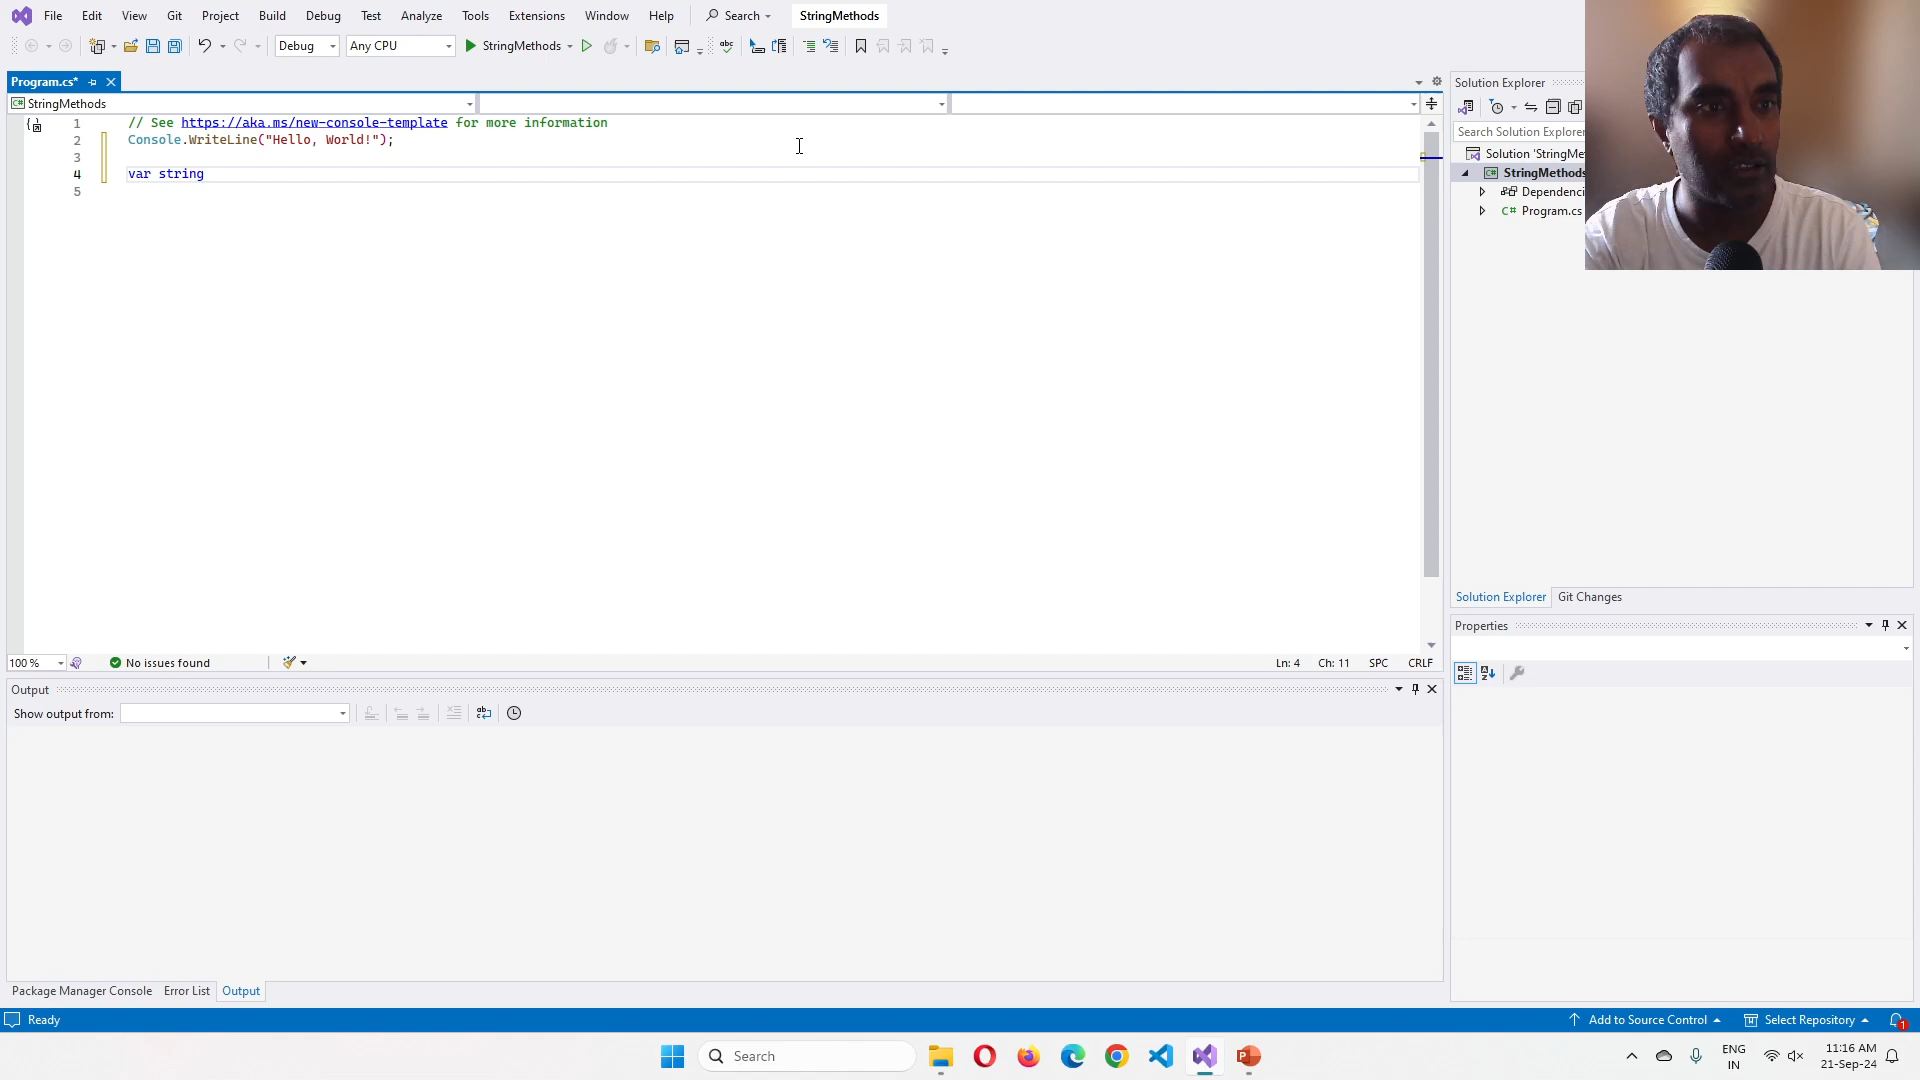 File Edit View Git Project Build Debug Test Analyze Tools Extensions Window Help Search StringMethods
Debug Any CPU StringMethods
Program.cs*
StringMethods
1 // See https://aka.ms/new-console-template for more information
2 Console.WriteLine("Hello, World!");
3
4 var string
5
100 % No issues found Ln: 4 Ch: 11 SPC CRLF
Output
Show output from:
Package Manager Console Error List Output
Solution Explorer
Search Solution Explorer
Solution 'StringMe
StringMethods
Dependenci
Program.cs
Solution Explorer Git Changes
Properties
Ready Add to Source Control Select Repository 1
Search ENG IN 11:16 AM 21-Sep-24